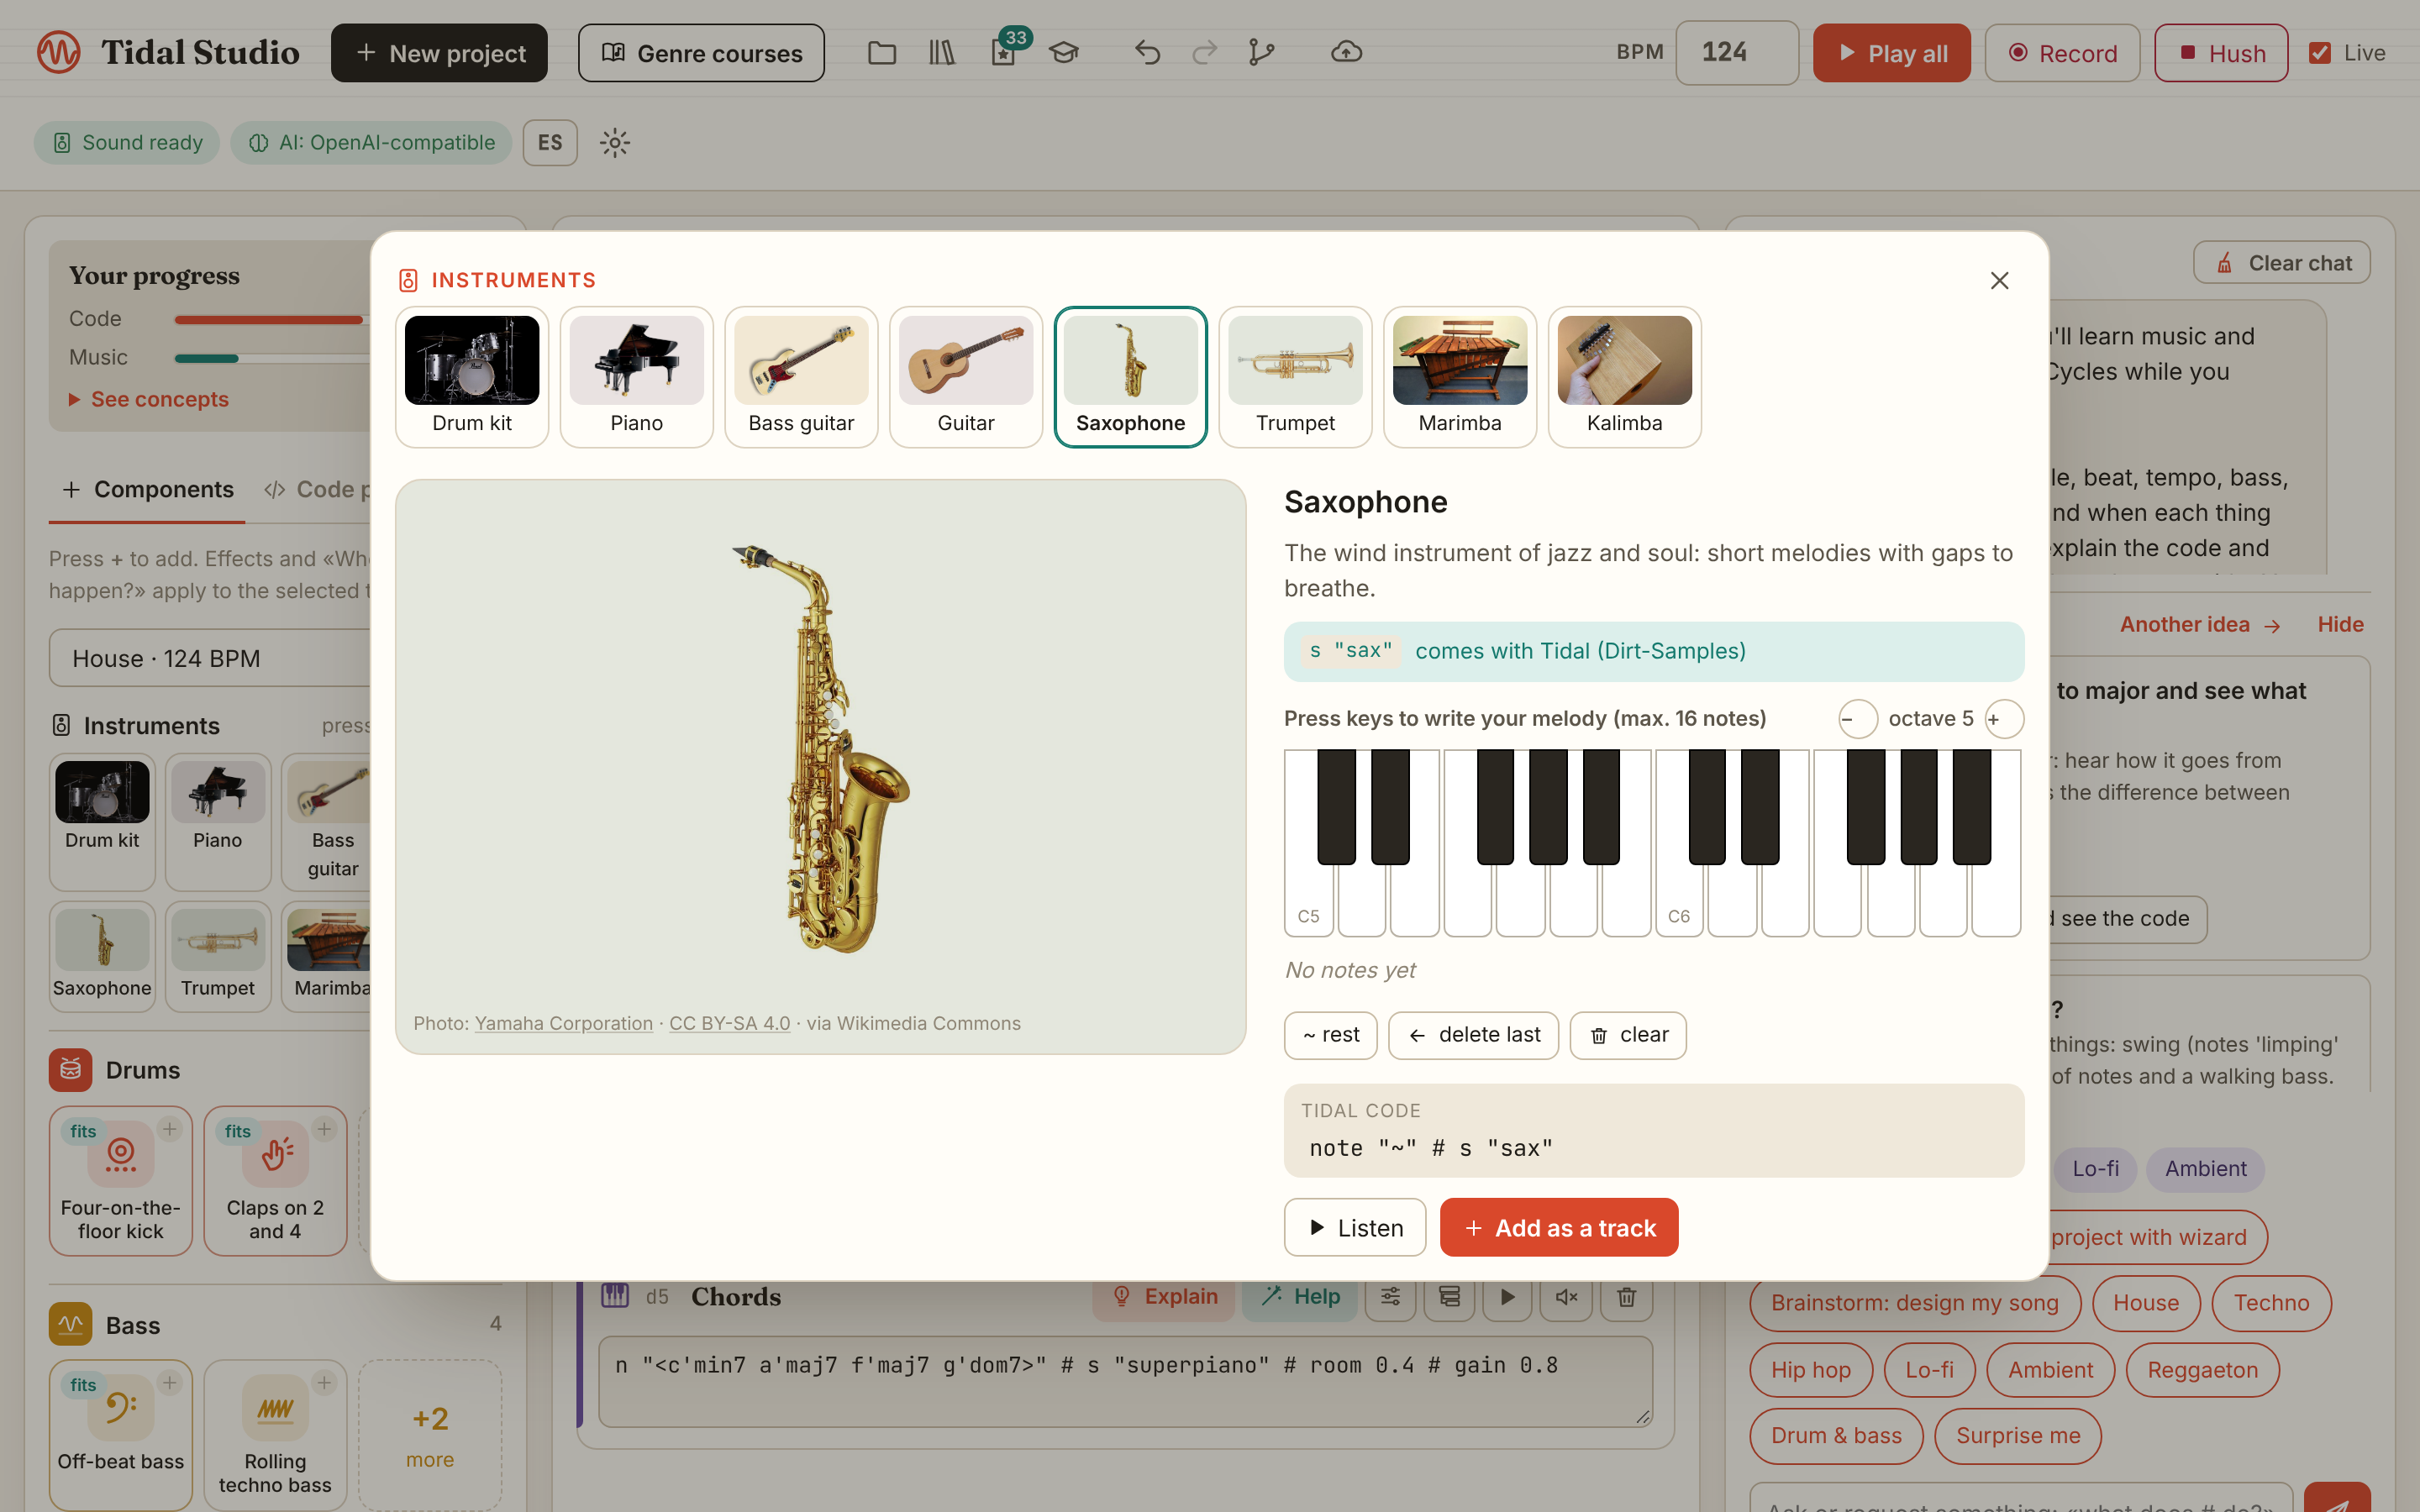 Tidal Studio
+ New project
Genre courses
33
BPM
124
Play all
Record
Hush
Live
Sound ready
AI: OpenAI-compatible
ES
Your progress
Code
Music
See concepts
+ Components
</> Code
Press + to add. Effects and
happen?» apply to the selected
House · 124 BPM
Instruments
press
Drum kit
Piano
Bass guitar
Saxophone
Trumpet
Marimba
Drums
fits
Four-on-the-floor kick
fits
Claps on 2 and 4
Bass
4
fits
Off-beat bass
Rolling techno bass
+2
more
INSTRUMENTS
Drum kit
Piano
Bass guitar
Guitar
Saxophone
Trumpet
Marimba
Kalimba
Photo: Yamaha Corporation · CC BY-SA 4.0 · via Wikimedia Commons
Saxophone
The wind instrument of jazz and soul: short melodies with gaps to
breathe.
s "sax" comes with Tidal (Dirt-Samples)
Press keys to write your melody (max. 16 notes)
− octave 5 +
C5
C6
No notes yet
~ rest
← delete last
clear
TIDAL CODE
note "~" # s "sax"
Listen
+ Add as a track
d5 Chords
Explain
Help
n "<c'min7 a'maj7 f'maj7 g'dom7>" # s "superpiano" # room 0.4 # gain 0.8
Clear chat
'll learn music and
Cycles while you
le, beat, tempo, bass,
nd when each thing
explain the code and
Another idea →
Hide
to major and see what
: hear how it goes from
s the difference between
see the code
?
things: swing (notes 'limping'
of notes and a walking bass.
Lo-fi
Ambient
project with wizard
Brainstorm: design my song
House
Techno
Hip hop
Lo-fi
Ambient
Reggaeton
Drum & bass
Surprise me
Ask or request something: «what does # do?»